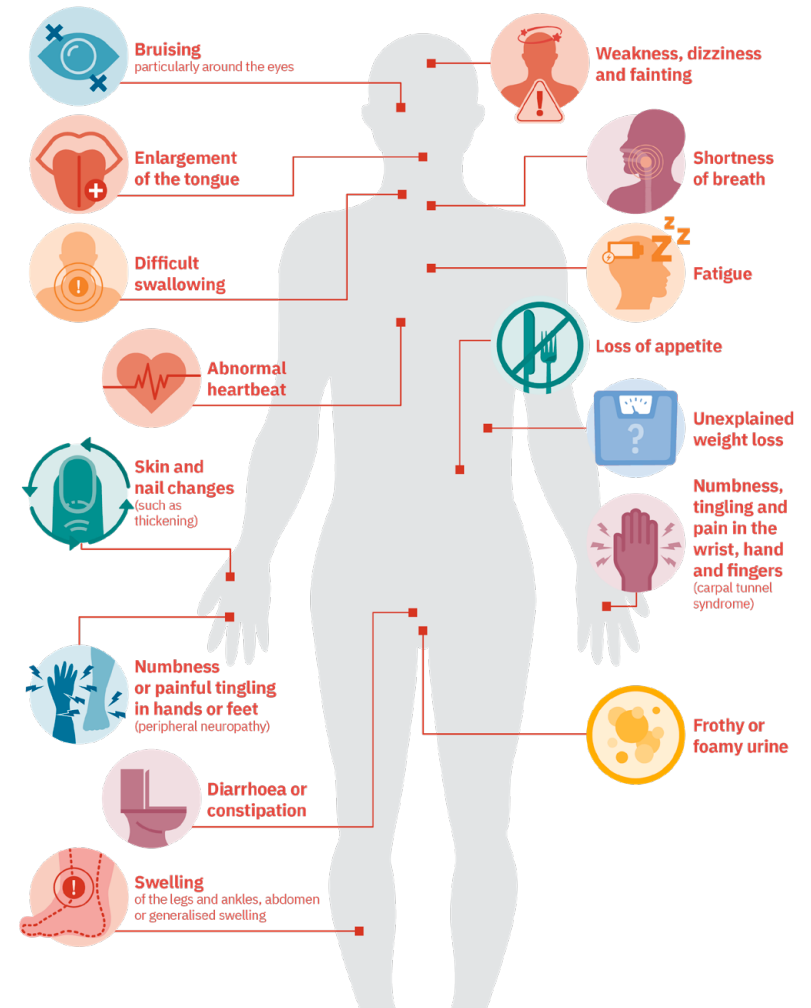 Bruising
particularly around the eyes
Enlargement
of the tongue
Difficult
swallowing
Abnormal
heartbeat
Skin and
nail changes
(such as
thickening)
Numbness
or painful tingling
in hands or feet
(peripheral neuropathy)
Diarrhoea or
constipation
Swelling
of the legs and ankles, abdomen
or generalised swelling
Weakness, dizziness
and fainting
Shortness
of breath
z
Z
Z
Fatigue
Loss of appetite
?
Unexplained
weight loss
Numbness,
tingling and
pain in the
wrist, hand
and fingers
(carpal tunnel
syndrome)
Frothy or
foamy urine